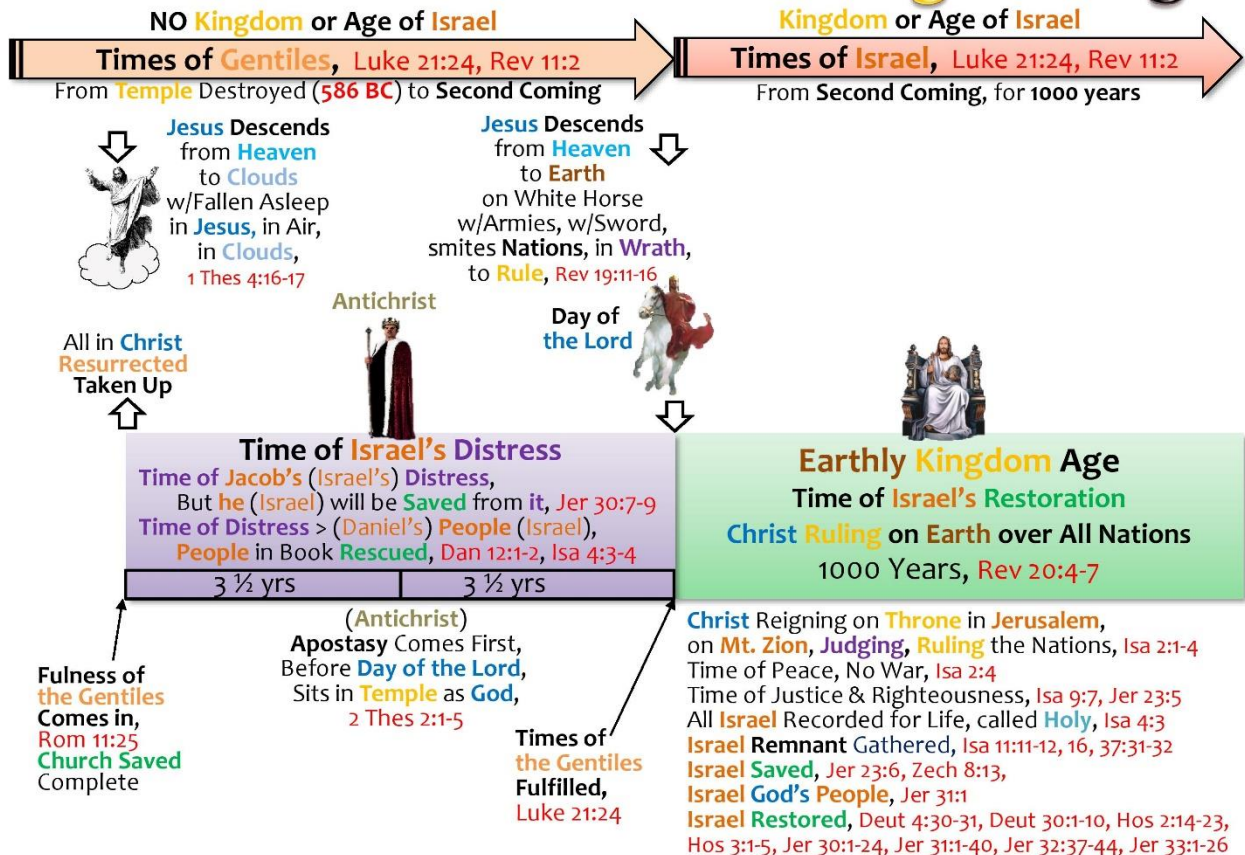 NO Kingdom or Age of Israel
Times of Gentiles, Luke 21:24, Rev 11:2
From Temple Destroyed (586 BC) to Second Coming
Kingdom or Age of Israel
Times of Israel, Luke 21:24, Rev 11:2
From Second Coming, for 1000 years
Jesus Descends
from Heaven
to Clouds
w/Fallen Asleep
in Jesus, in Air,
in Clouds,
1 Thes 4:16-17
Jesus Descends
from Heaven
to Earth
on White Horse
w/Armies, w/Sword,
smites Nations, in Wrath,
to Rule, Rev 19:11-16
Antichrist
Day of
the Lord
All in Christ
Resurrected
Taken Up
Time of Israel's Distress
Time of Jacob's (Israel's) Distress,
But he (Israel) will be Saved from it, Jer 30:7-9
Time of Distress > (Daniel's) People (Israel),
People in Book Rescued, Dan 12:1-2, Isa 4:3-4
3 ½ yrs
3 ½ yrs
Earthly Kingdom Age
Time of Israel's Restoration
Christ Ruling on Earth over All Nations
1000 Years, Rev 20:4-7
Fulness of
the Gentiles
Comes in,
Rom 11:25
Church Saved
Complete
(Antichrist)
Apostasy Comes First,
Before Day of the Lord,
Sits in Temple as God,
2 Thes 2:1-5
Times of
the Gentiles
Fulfilled,
Luke 21:24
Christ Reigning on Throne in Jerusalem,
on Mt. Zion, Judging, Ruling the Nations, Isa 2:1-4
Time of Peace, No War, Isa 2:4
Time of Justice & Righteousness, Isa 9:7, Jer 23:5
All Israel Recorded for Life, called Holy, Isa 4:3
Israel Remnant Gathered, Isa 11:11-12, 16, 37:31-32
Israel Saved, Jer 23:6, Zech 8:13,
Israel God's People, Jer 31:1
Israel Restored, Deut 4:30-31, Deut 30:1-10, Hos 2:14-23,
Hos 3:1-5, Jer 30:1-24, Jer 31:1-40, Jer 32:37-44, Jer 33:1-26